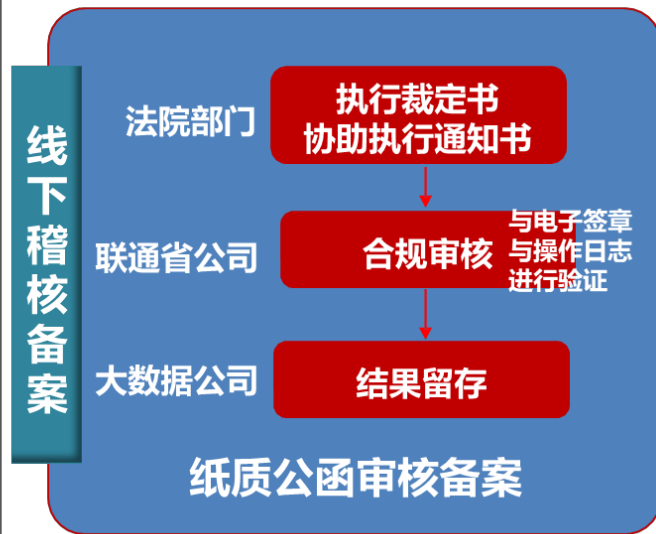 线下稽核备案
法院部门
执行裁定书
协助执行通知书
联通省公司
合规审核
与电子签章
与操作日志
进行验证
大数据公司
结果留存
纸质公函审核备案